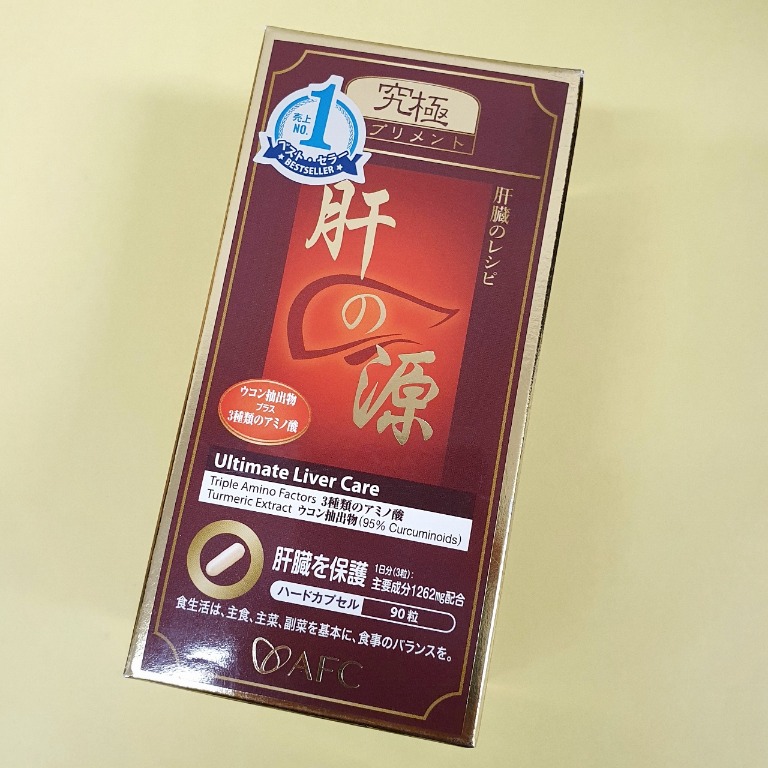 究極
プリメント
売上
NO.
1
ベスト・セラー
BESTSELLER
肝臓のレシピ
肝の源
ウコン抽出物
プラス
3種類のアミノ酸
Ultimate Liver Care
Triple Amino Factors 3種類のアミノ酸
Turmeric Extract ウコン抽出物(95% Curcuminoids)
肝臓を保護
1日分(3粒):
主要成分1262mg配合
ハードカプセル 90粒
食生活は、主食、主菜、副菜を基本に、食事のバランスを。
AFC